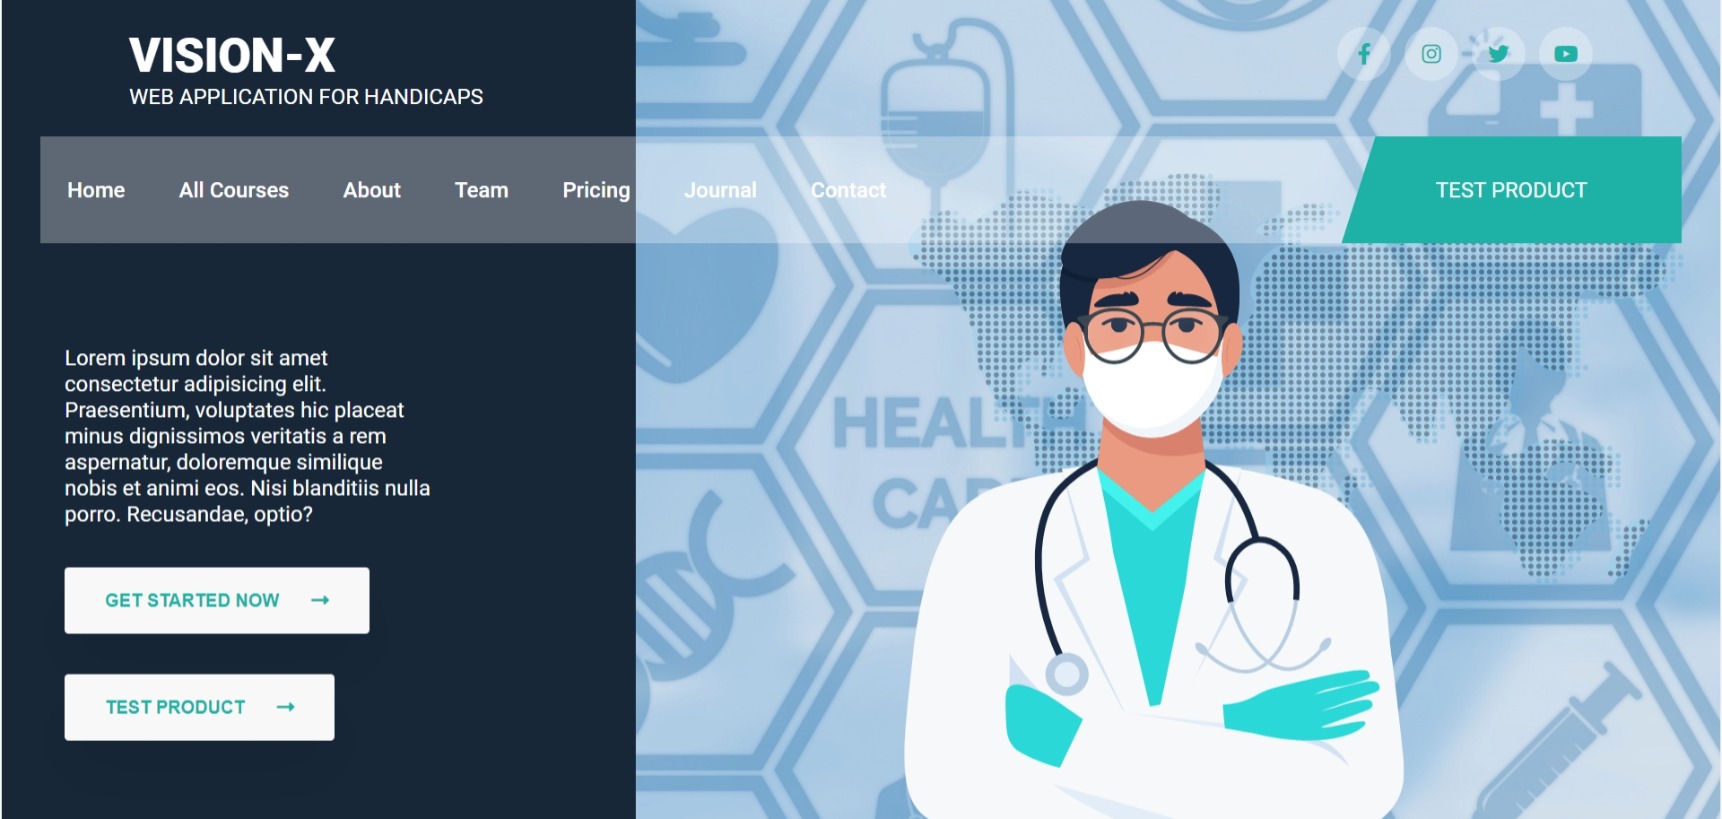 VISION-X
WEB APPLICATION FOR HANDICAPS
Home All Courses About Team Pricing Journal Contact TEST PRODUCT
Lorem ipsum dolor sit amet
consectetur adipisicing elit.
Praesentium, voluptates hic placeat
minus dignissimos veritatis a rem
aspernatur, doloremque similique
nobis et animi eos. Nisi blanditiis nulla
porro. Recusandae, optio?
GET STARTED NOW
TEST PRODUCT
HEALTH